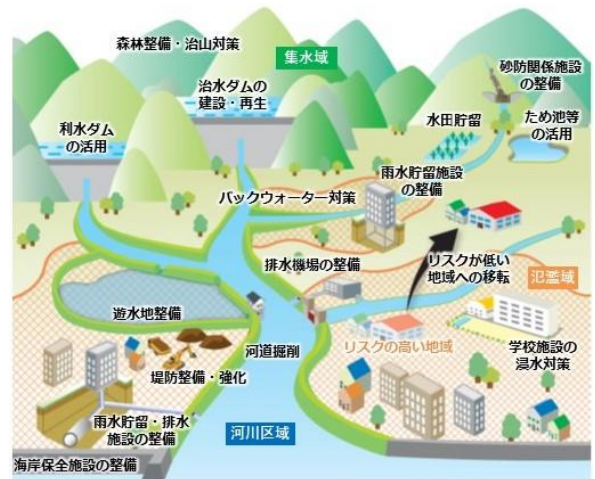 森林整備・治山対策
集水域
砂防関係施設
の整備
治水ダムの
建設・再生
水田貯留
ため池等
の活用
利水ダム
の活用
雨水貯留施設
の整備
バックウォーター対策
排水機場の整備
リスクが低い
地域への移転
氾濫域
遊水地整備
河道掘削
リスクの高い地域
学校施設の
浸水対策
堤防整備・強化
雨水貯留・排水
施設の整備
河川区域
海岸保全施設の整備